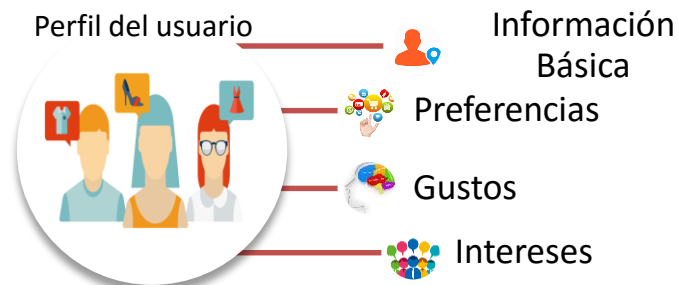 Perfil del usuario
Información
Básica
Preferencias
Gustos
Intereses